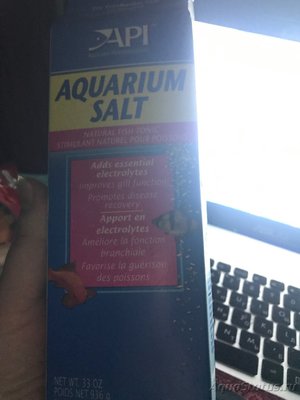 API
AQUARIUM
SALT
NATURAL FISH TONIC
STIMULANT NATUREL POUR POISSONS
Adds essential
electrolytes
Improves gill function
Promotes disease
recovery
Apport en
electrolytes
Améliore la fonction
branchiale
Favorise la guérison
des poissons
NET WT. 33 OZ
POIDS NET 936 g